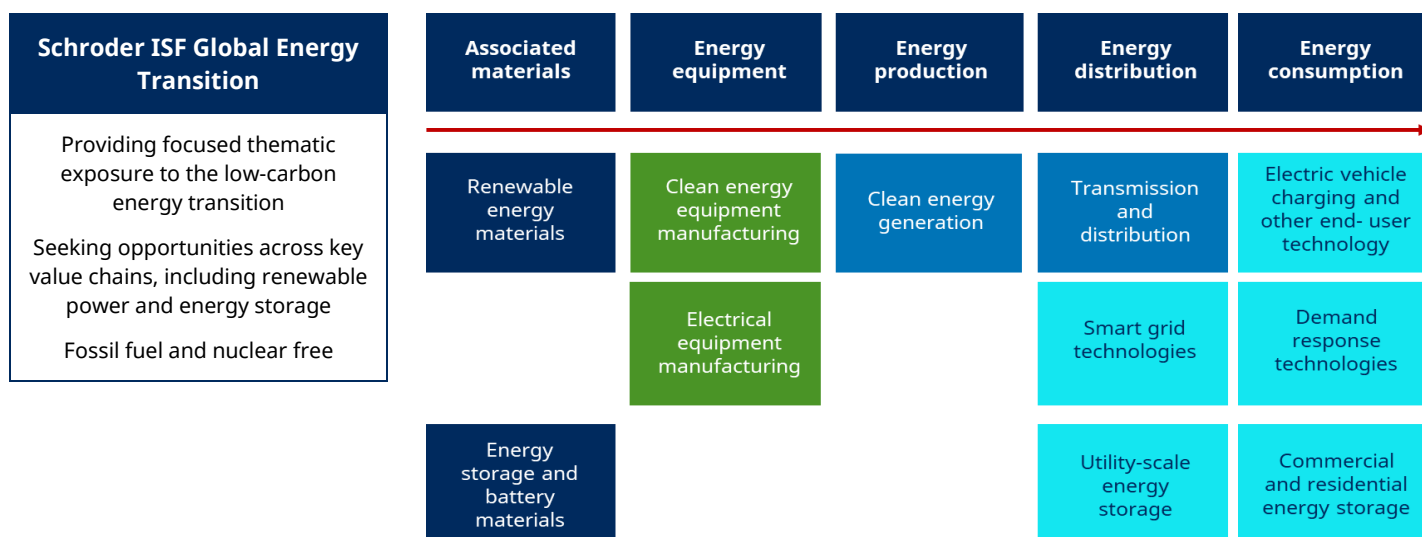 Schroder ISF Global Energy
Transition
Providing focused thematic
exposure to the low-carbon
energy transition
Seeking opportunities across key
value chains, including renewable
power and energy storage
Fossil fuel and nuclear free
Associated
materials
Energy
equipment
Energy
production
Energy
distribution
Energy
consumption
Renewable
energy
materials
Clean energy
equipment
manufacturing
Clean energy
generation
Transmission
and
distribution
Electric vehicle
charging and
other end- user
technology
Electrical
equipment
manufacturing
Smart grid
technologies
Demand
response
technologies
Energy
storage and
battery
materials
Utility-scale
energy
storage
Commercial
and residential
energy storage